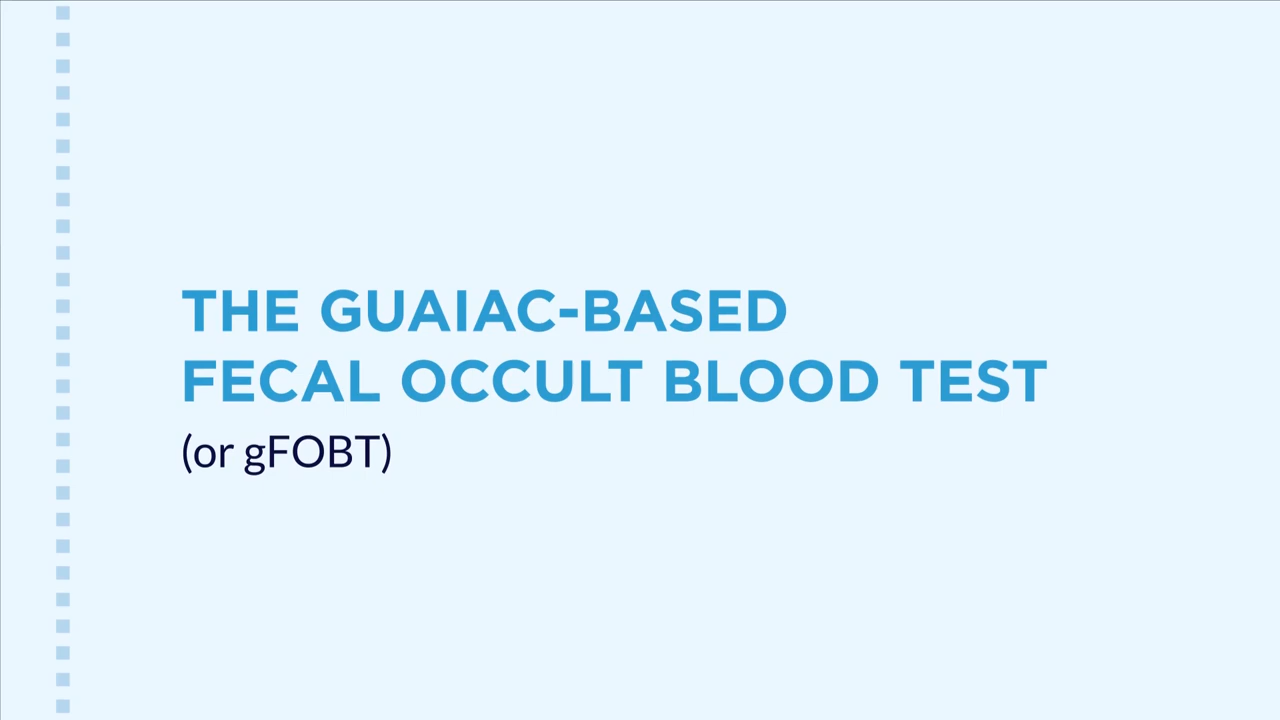 THE GUAIAC-BASED
FECAL OCCULT BLOOD TEST
(or gFOBT)